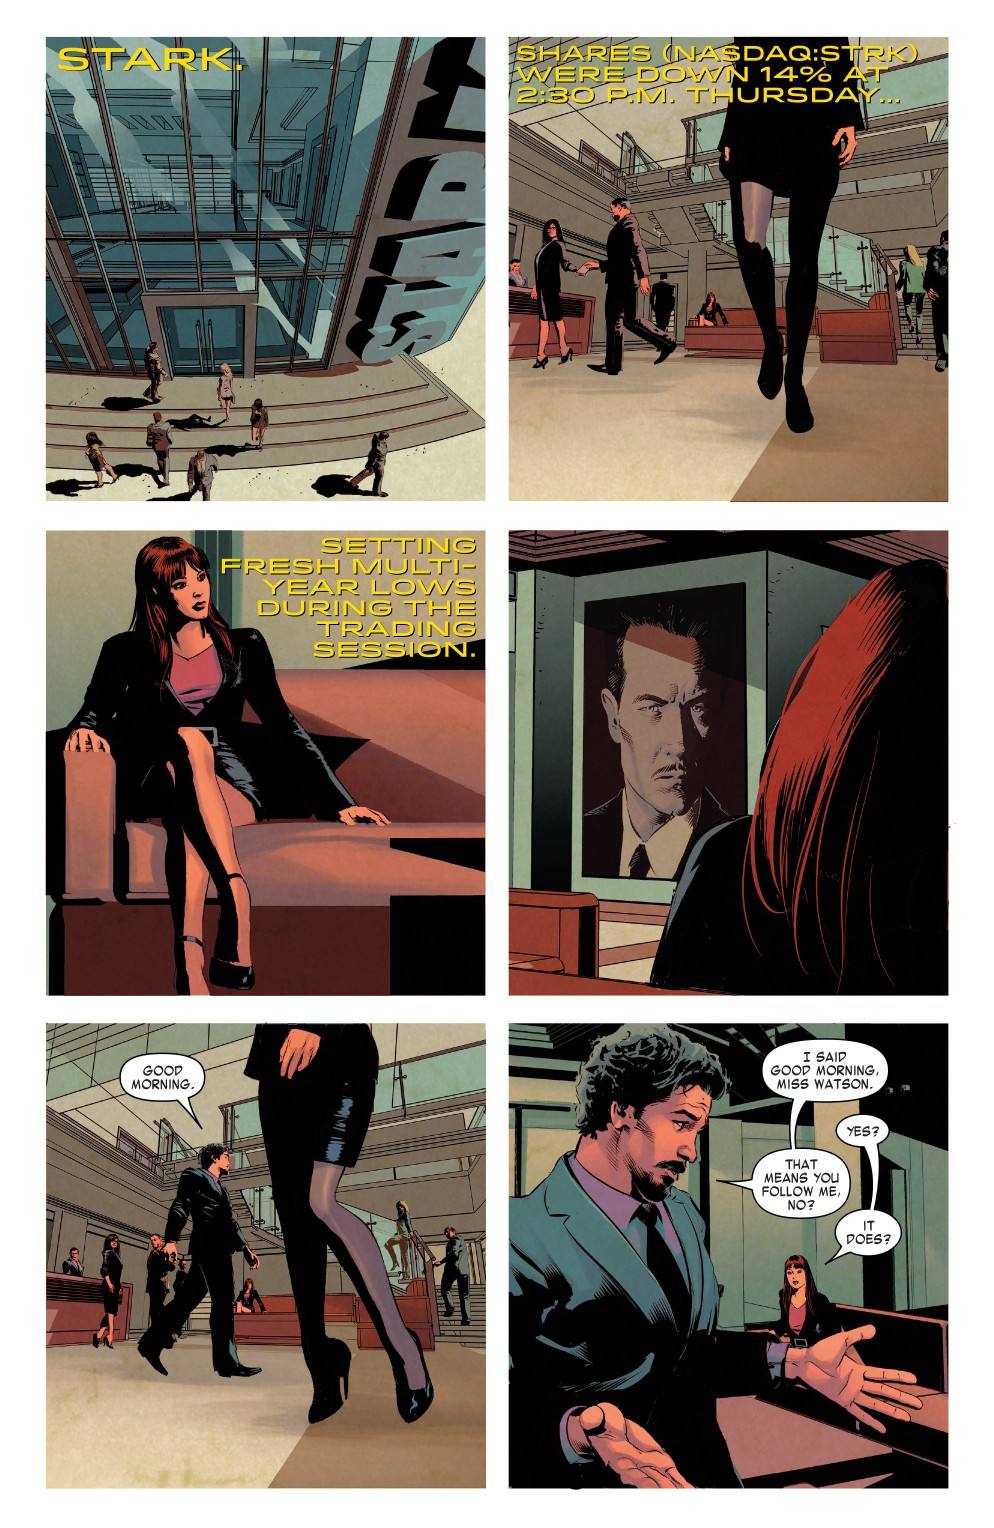 STARK.
STARK
SHARES (NASDAQ:STRK)
WERE DOWN 14% AT
2:30 P.M. THURSDAY...
SETTING
FRESH MULTI-
YEAR LOWS
DURING THE
TRADING
SESSION.
GOOD
MORNING.
I SAID
GOOD MORNING,
MISS WATSON.
YES?
THAT
MEANS YOU
FOLLOW ME,
NO?
IT
DOES?